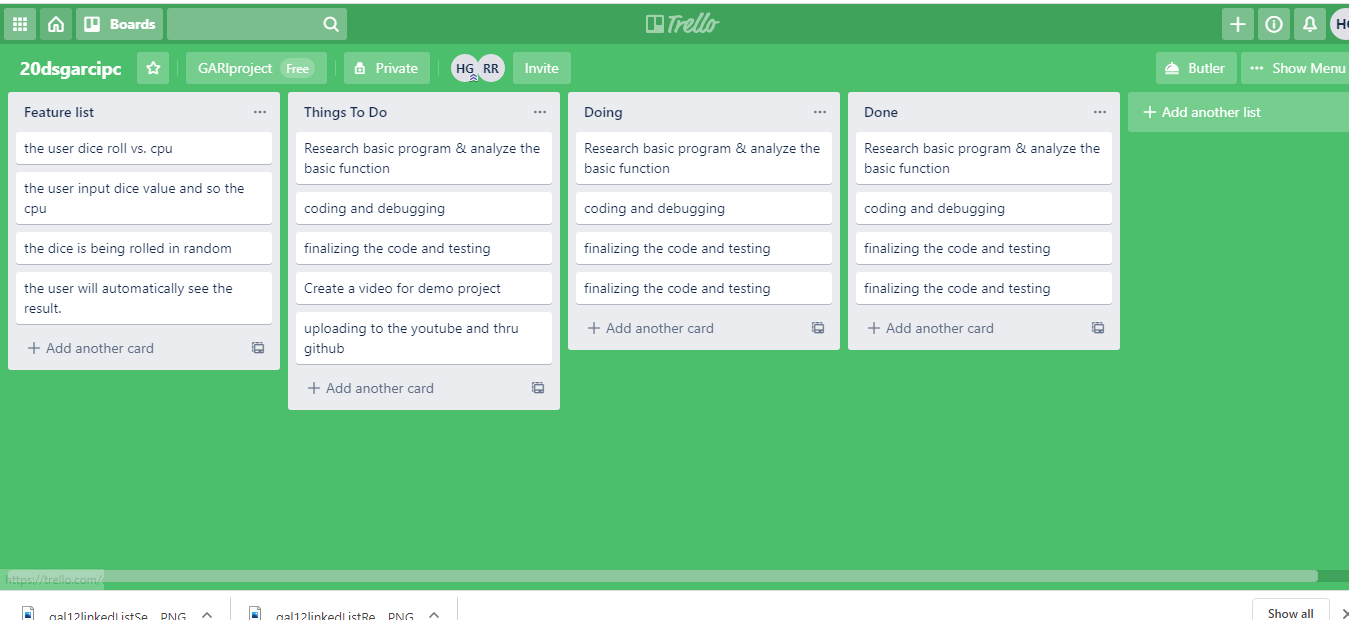 Boards
Trello
HG
20dsgarcipc
GARIproject Free
Private
HG RR
Invite
Butler
··· Show Menu
Feature list
the user dice roll vs. cpu
the user input dice value and so the
cpu
the dice is being rolled in random
the user will automatically see the
result.
+ Add another card
Things To Do
Research basic program & analyze the
basic function
coding and debugging
finalizing the code and testing
Create a video for demo project
uploading to the youtube and thru
github
+ Add another card
Doing
Research basic program & analyze the
basic function
coding and debugging
finalizing the code and testing
finalizing the code and testing
+ Add another card
Done
Research basic program & analyze the
basic function
coding and debugging
finalizing the code and testing
finalizing the code and testing
+ Add another card
+ Add another list
https://trello.com/
gal12linkedListSe....PNG
gal12linkedListRe....PNG
Show all